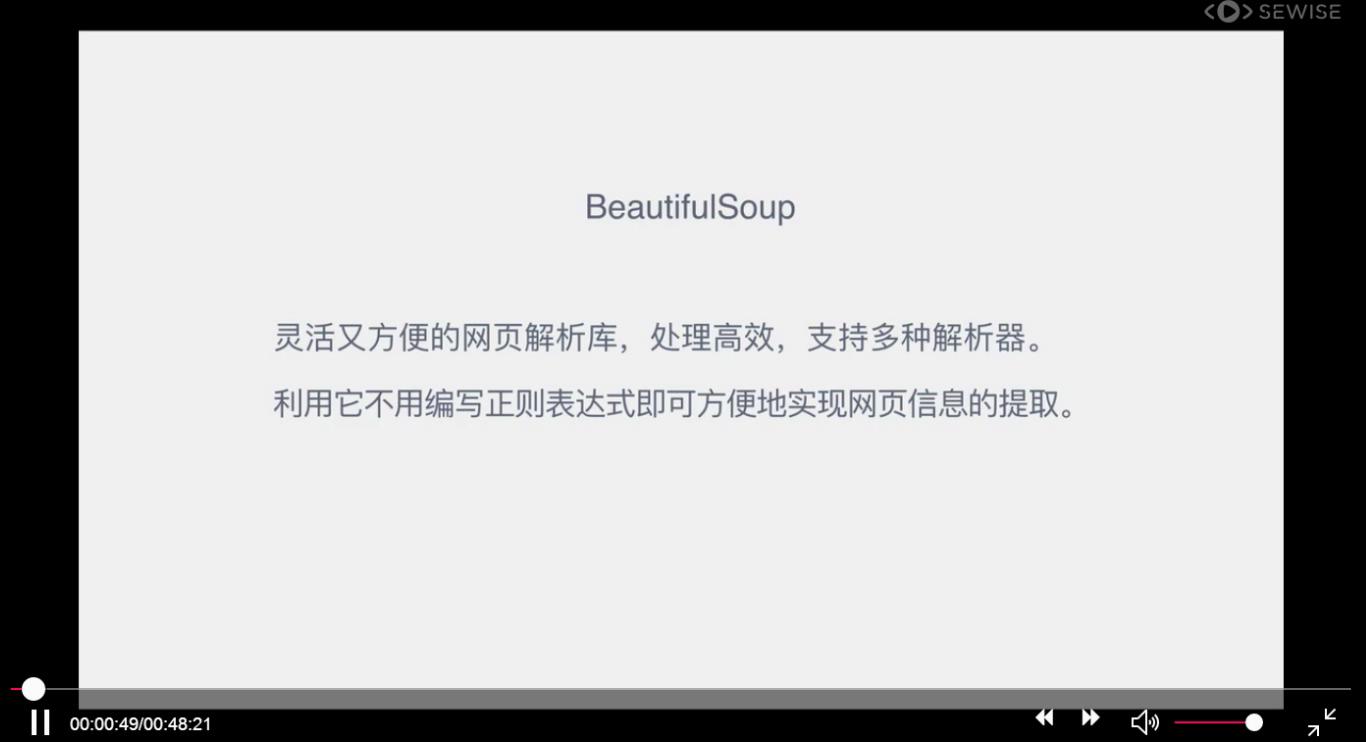 SEWISE
BeautifulSoup
灵活又方便的网页解析库，处理高效，支持多种解析器。
利用它不用编写正则表达式即可方便地实现网页信息的提取。
00:00:49/00:48:21